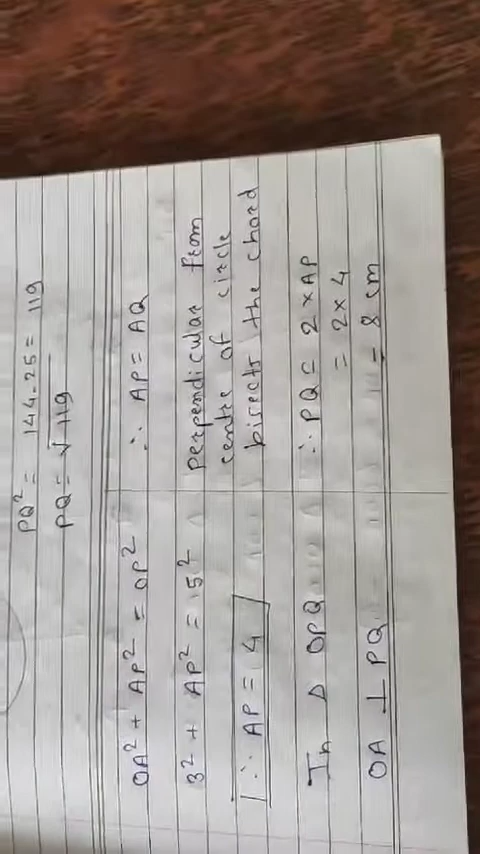 PQ² = 144-25 = 119
PQ = √119
OA² + AP² = OP²
3² + AP² = 15²
∴ AP = 4
In Δ OPQ
OA ⊥ PQ
∴ AP = AQ
perpendicular from
centre of circle
bisects the chord
∴ PQ = 2×AP
= 2×4
= 8 cm